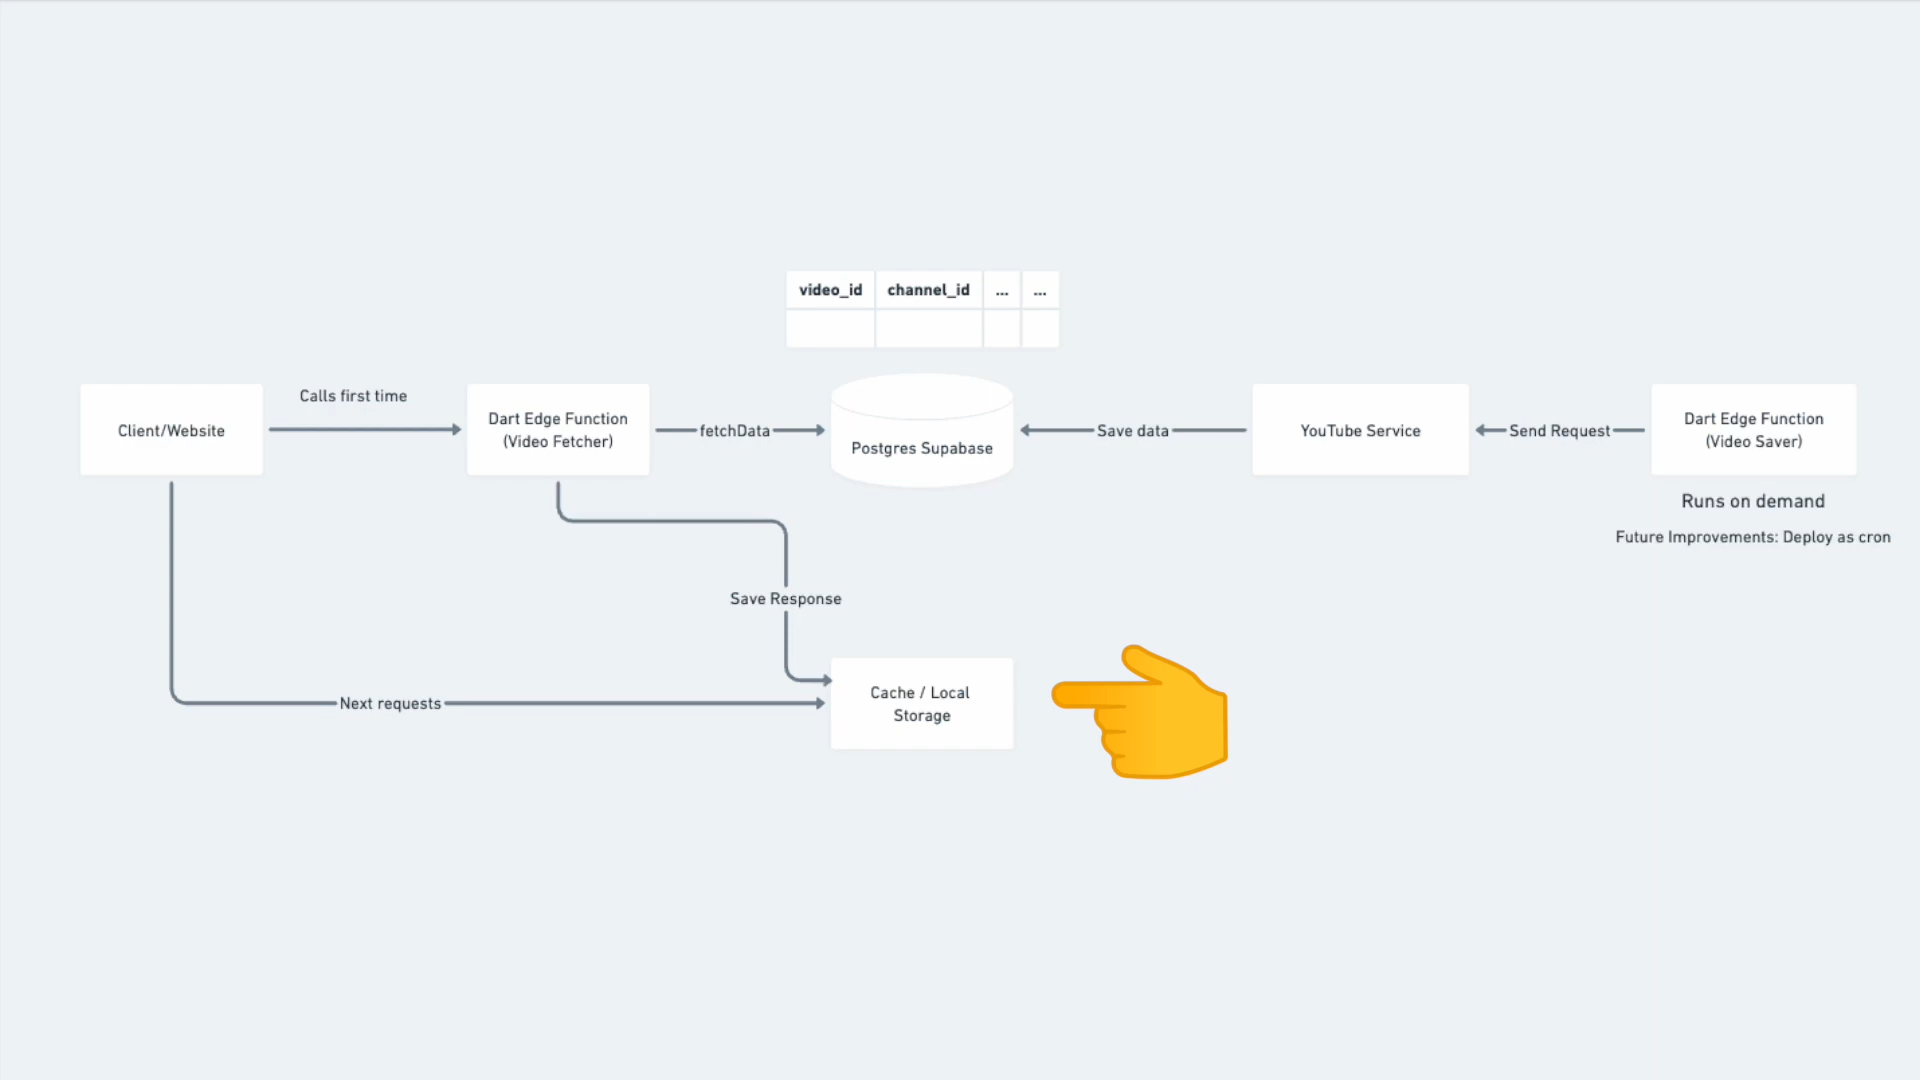 video_id channel_id ... ...
Client/Website
Calls first time
Dart Edge Function
(Video Fetcher)
fetchData
Postgres Supabase
Save data
YouTube Service
Send Request
Dart Edge Function
(Video Saver)
Runs on demand
Future Improvements: Deploy as cron
Save Response
Next requests
Cache / Local
Storage